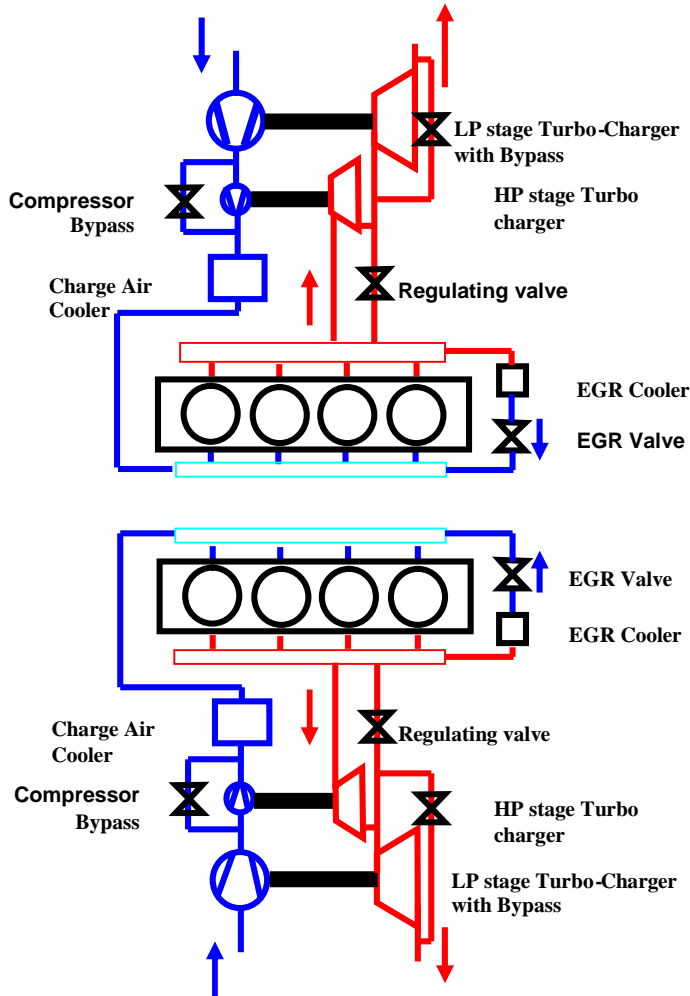 LP stage Turbo-Charger
with Bypass
Compressor
Bypass
HP stage Turbo
charger
Charge Air
Cooler
Regulating valve
EGR Cooler
EGR Valve
EGR Valve
EGR Cooler
Charge Air
Cooler
Regulating valve
Compressor
Bypass
HP stage Turbo
charger
LP stage Turbo-Charger
with Bypass